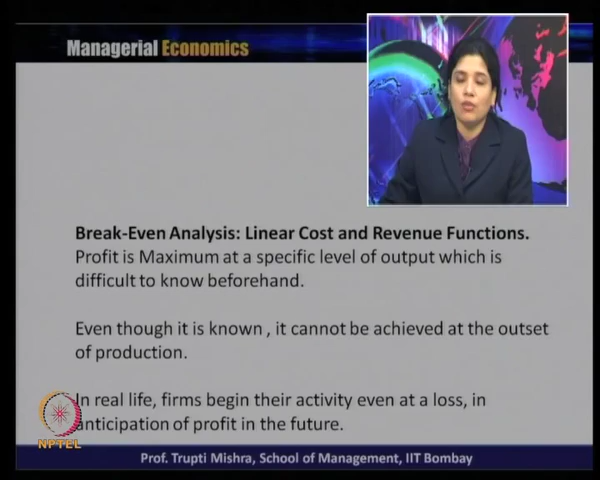 Managerial Economics
Break-Even Analysis: Linear Cost and Revenue Functions.
Profit is Maximum at a specific level of output which is
difficult to know beforehand.
Even though it is known , it cannot be achieved at the outset
of production.
In real life, firms begin their activity even at a loss, in
anticipation of profit in the future.
NPTEL
Prof. Trupti Mishra, School of Management, IIT Bombay